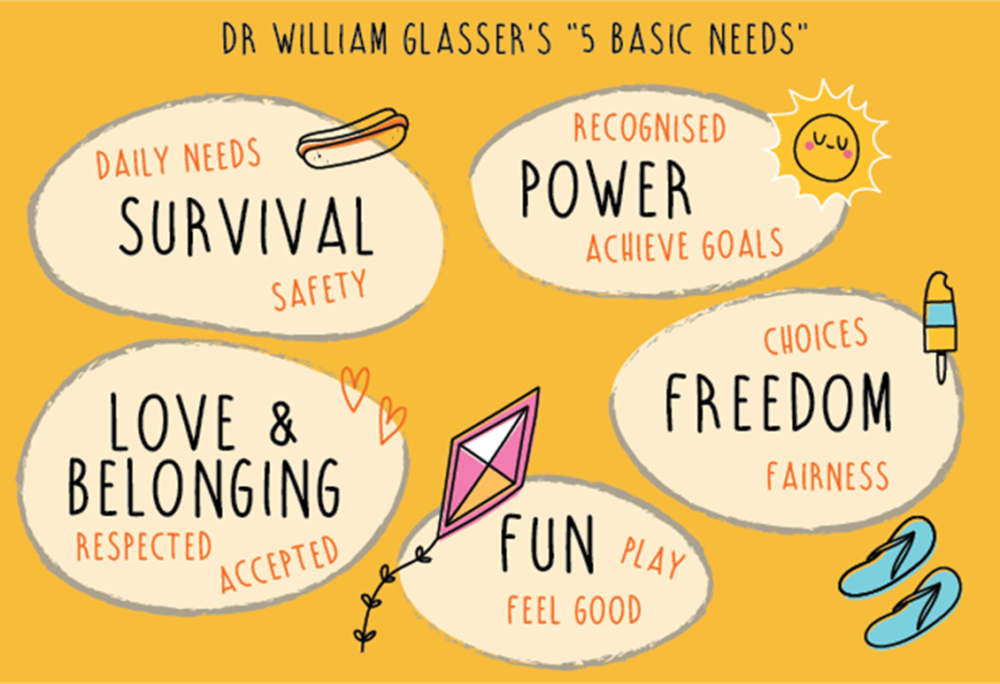 DR WILLIAM GLASSER'S "5 BASIC NEEDS"
DAILY NEEDS
SURVIVAL
SAFETY
RECOGNISED
POWER
ACHIEVE GOALS
LOVE &
BELONGING
RESPECTED
ACCEPTED
CHOICES
FREEDOM
FAIRNESS
FUN
PLAY
FEEL GOOD